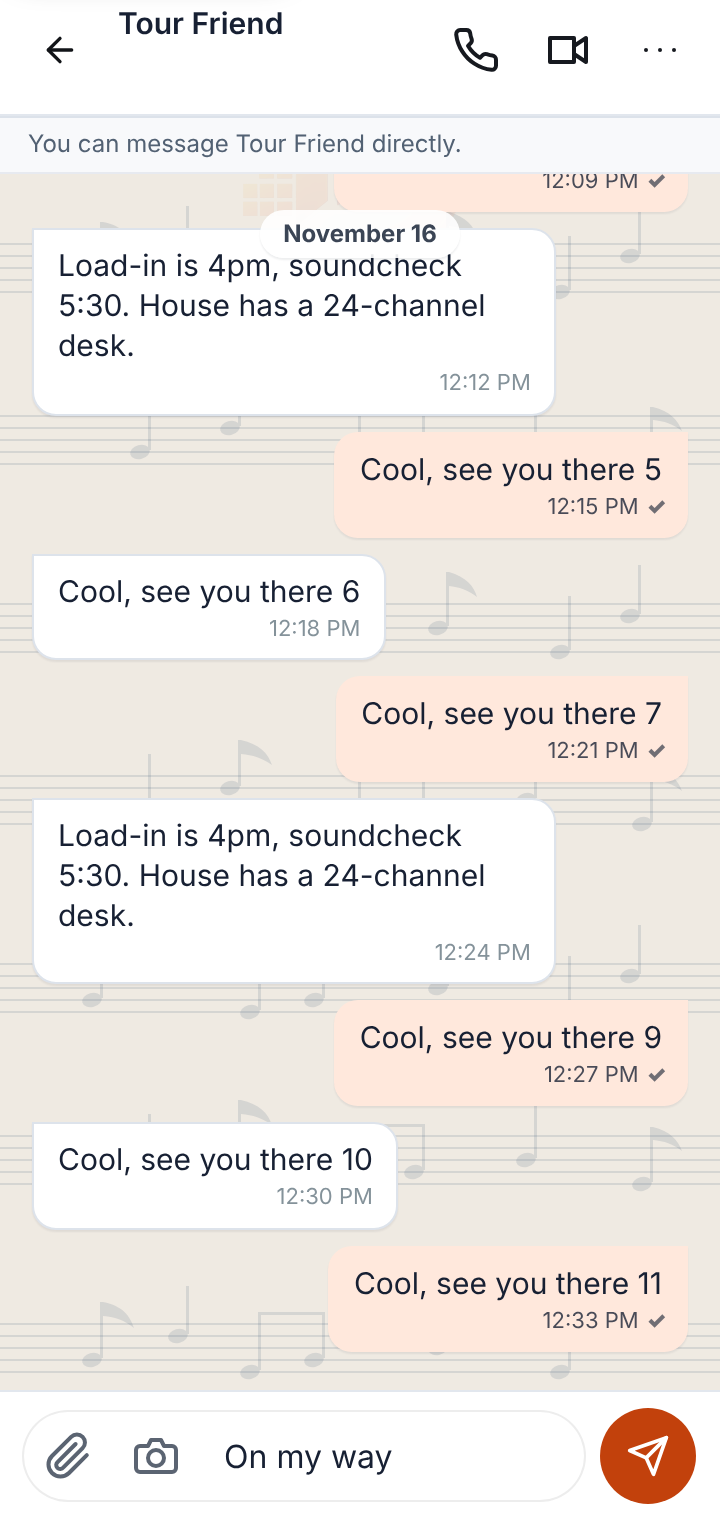 Tour Friend
You can message Tour Friend directly.
12:09 PM
November 16
Load-in is 4pm, soundcheck
5:30. House has a 24-channel
desk.
12:12 PM
Cool, see you there 5
12:15 PM
Cool, see you there 6
12:18 PM
Cool, see you there 7
12:21 PM
Load-in is 4pm, soundcheck
5:30. House has a 24-channel
desk.
12:24 PM
Cool, see you there 9
12:27 PM
Cool, see you there 10
12:30 PM
Cool, see you there 11
12:33 PM
On my way